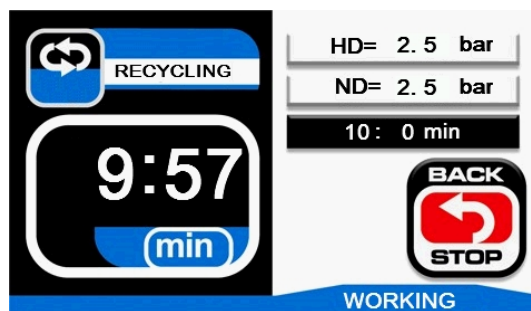 RECYCLING
9:57
min
HD= 2.5 bar
ND= 2.5 bar
10: 0 min
BACK
STOP
WORKING